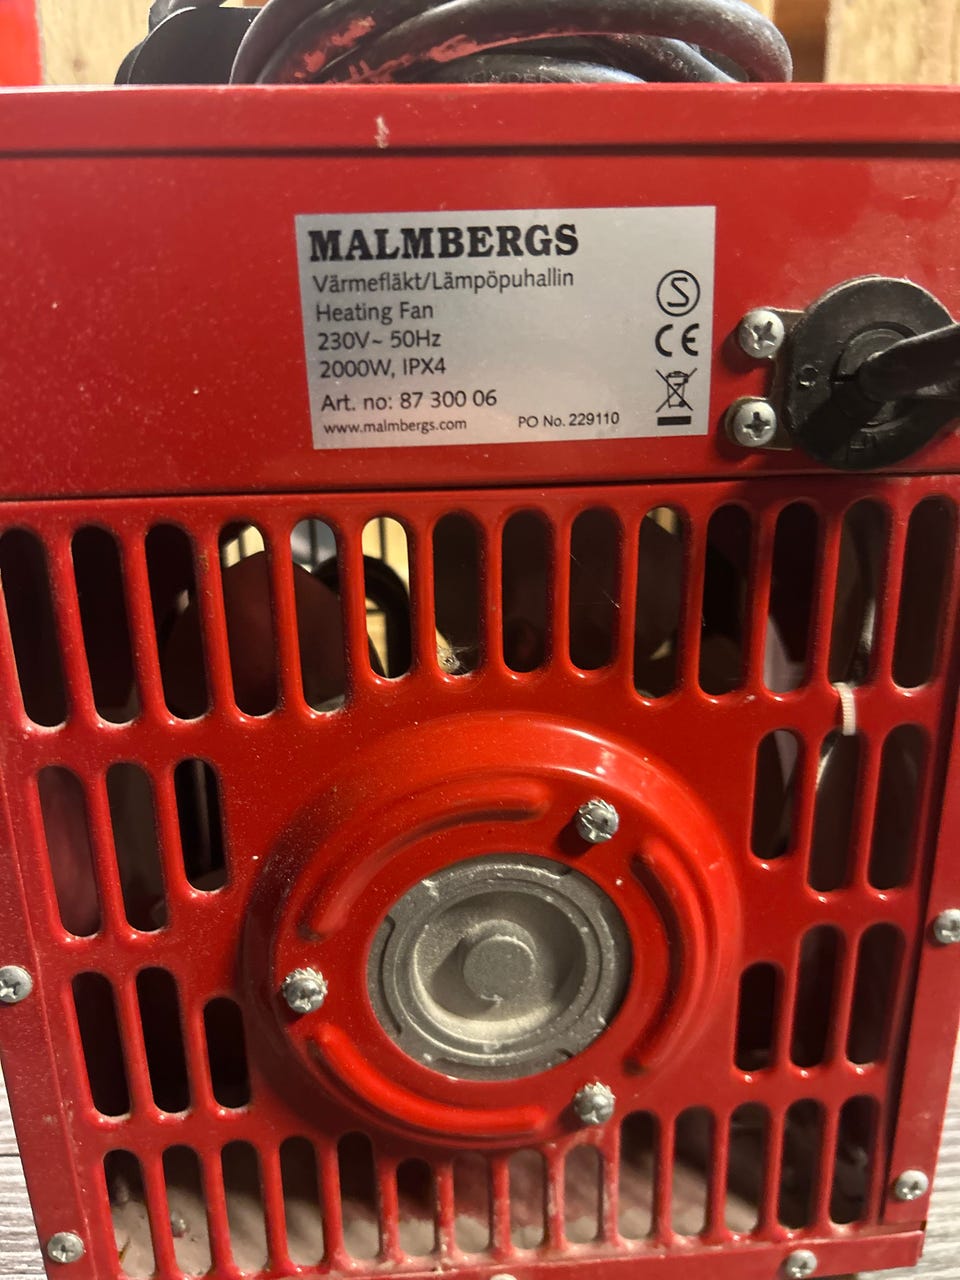 MALMBERGS
Värmefläkt/Lämpöpuhallin
Heating Fan
230V~ 50Hz
2000W, IPX4
Art. no: 87 300 06
www.malmbergs.com PO No. 229110
S
CE